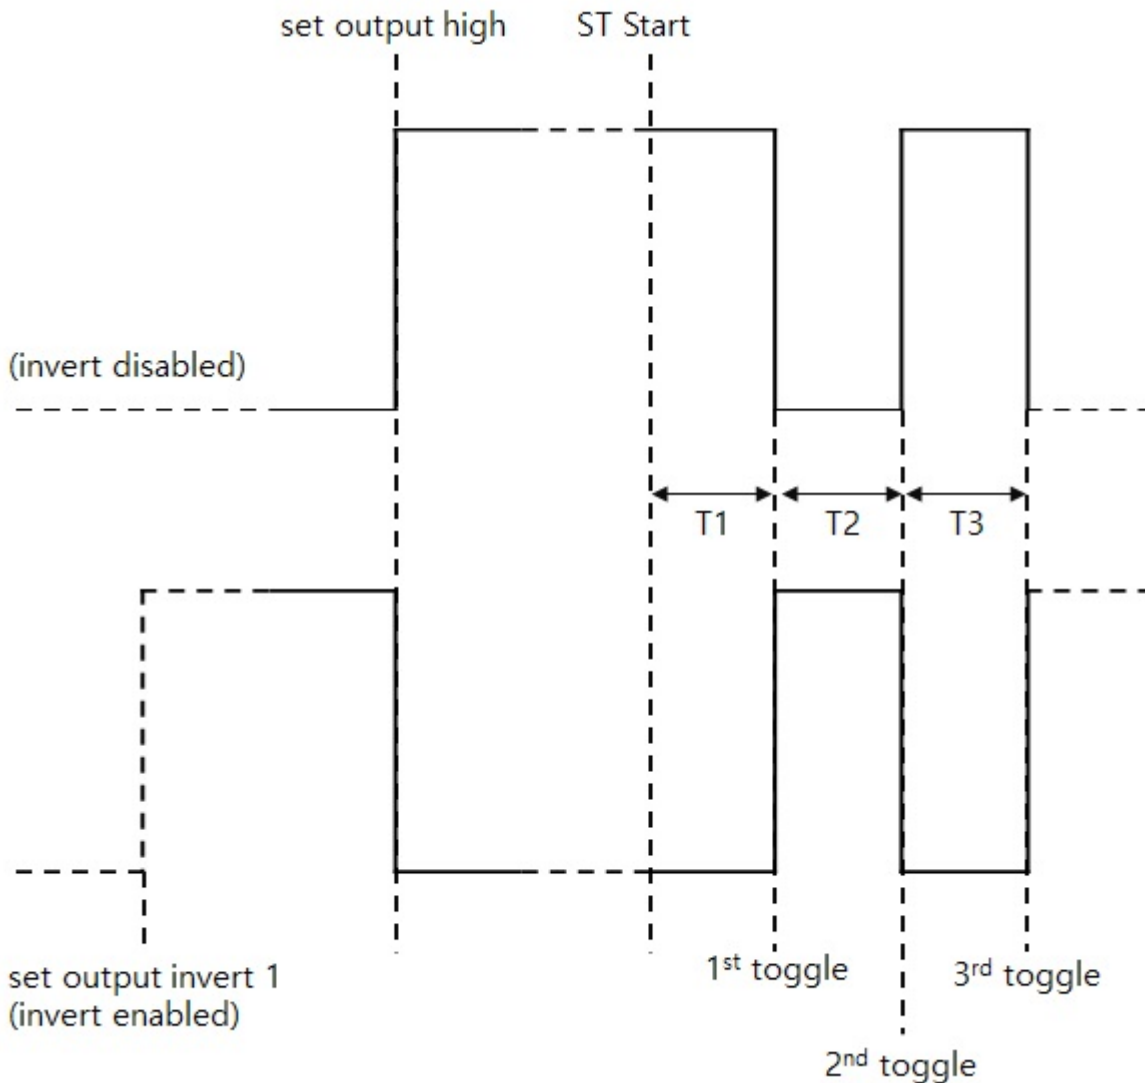 set output high
ST Start
(invert disabled)
T1
T2
T3
set output invert 1
(invert enabled)
1st toggle
3rd toggle
2nd toggle